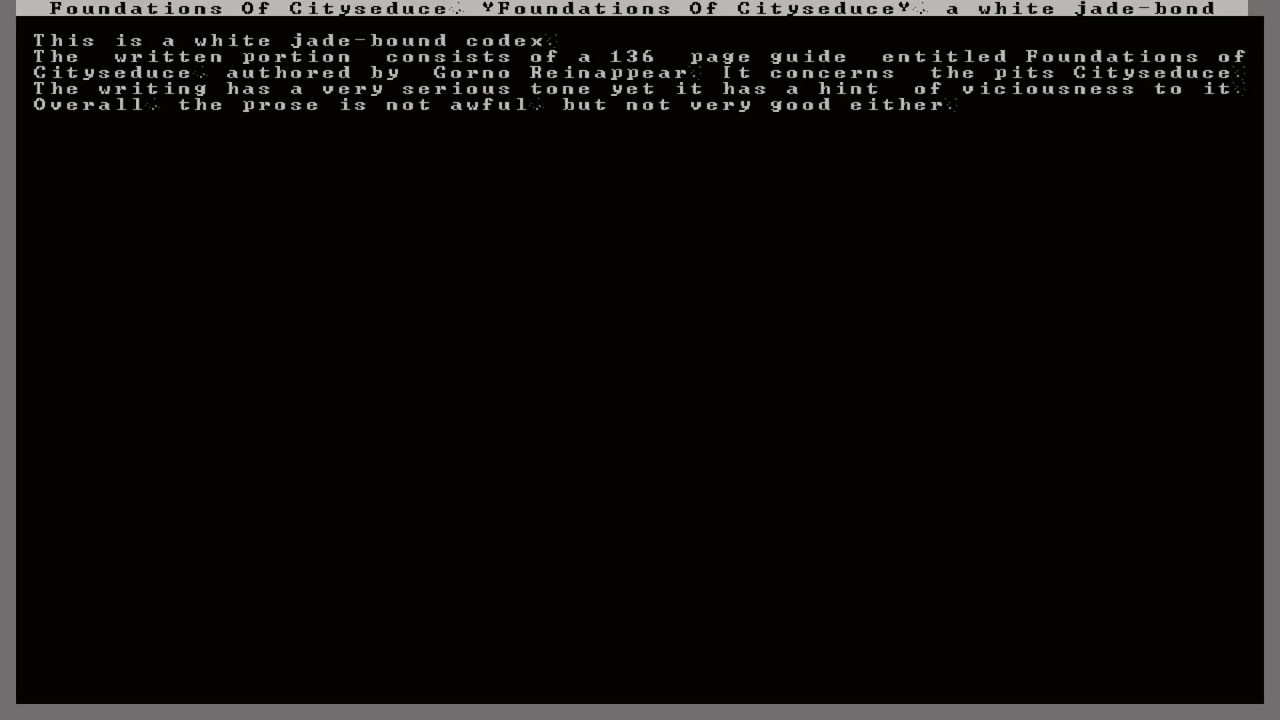 Foundations Of Cityseduce, "Foundations Of Cityseduce", a white jade-bond
This is a white jade-bound codex.
The written portion consists of a 136 page guide entitled Foundations of
Cityseduce, authored by Gorno Reinappear. It concerns the pits Cityseduce.
The writing has a very serious tone yet it has a hint of viciousness to it.
Overall, the prose is not awful, but not very good either.